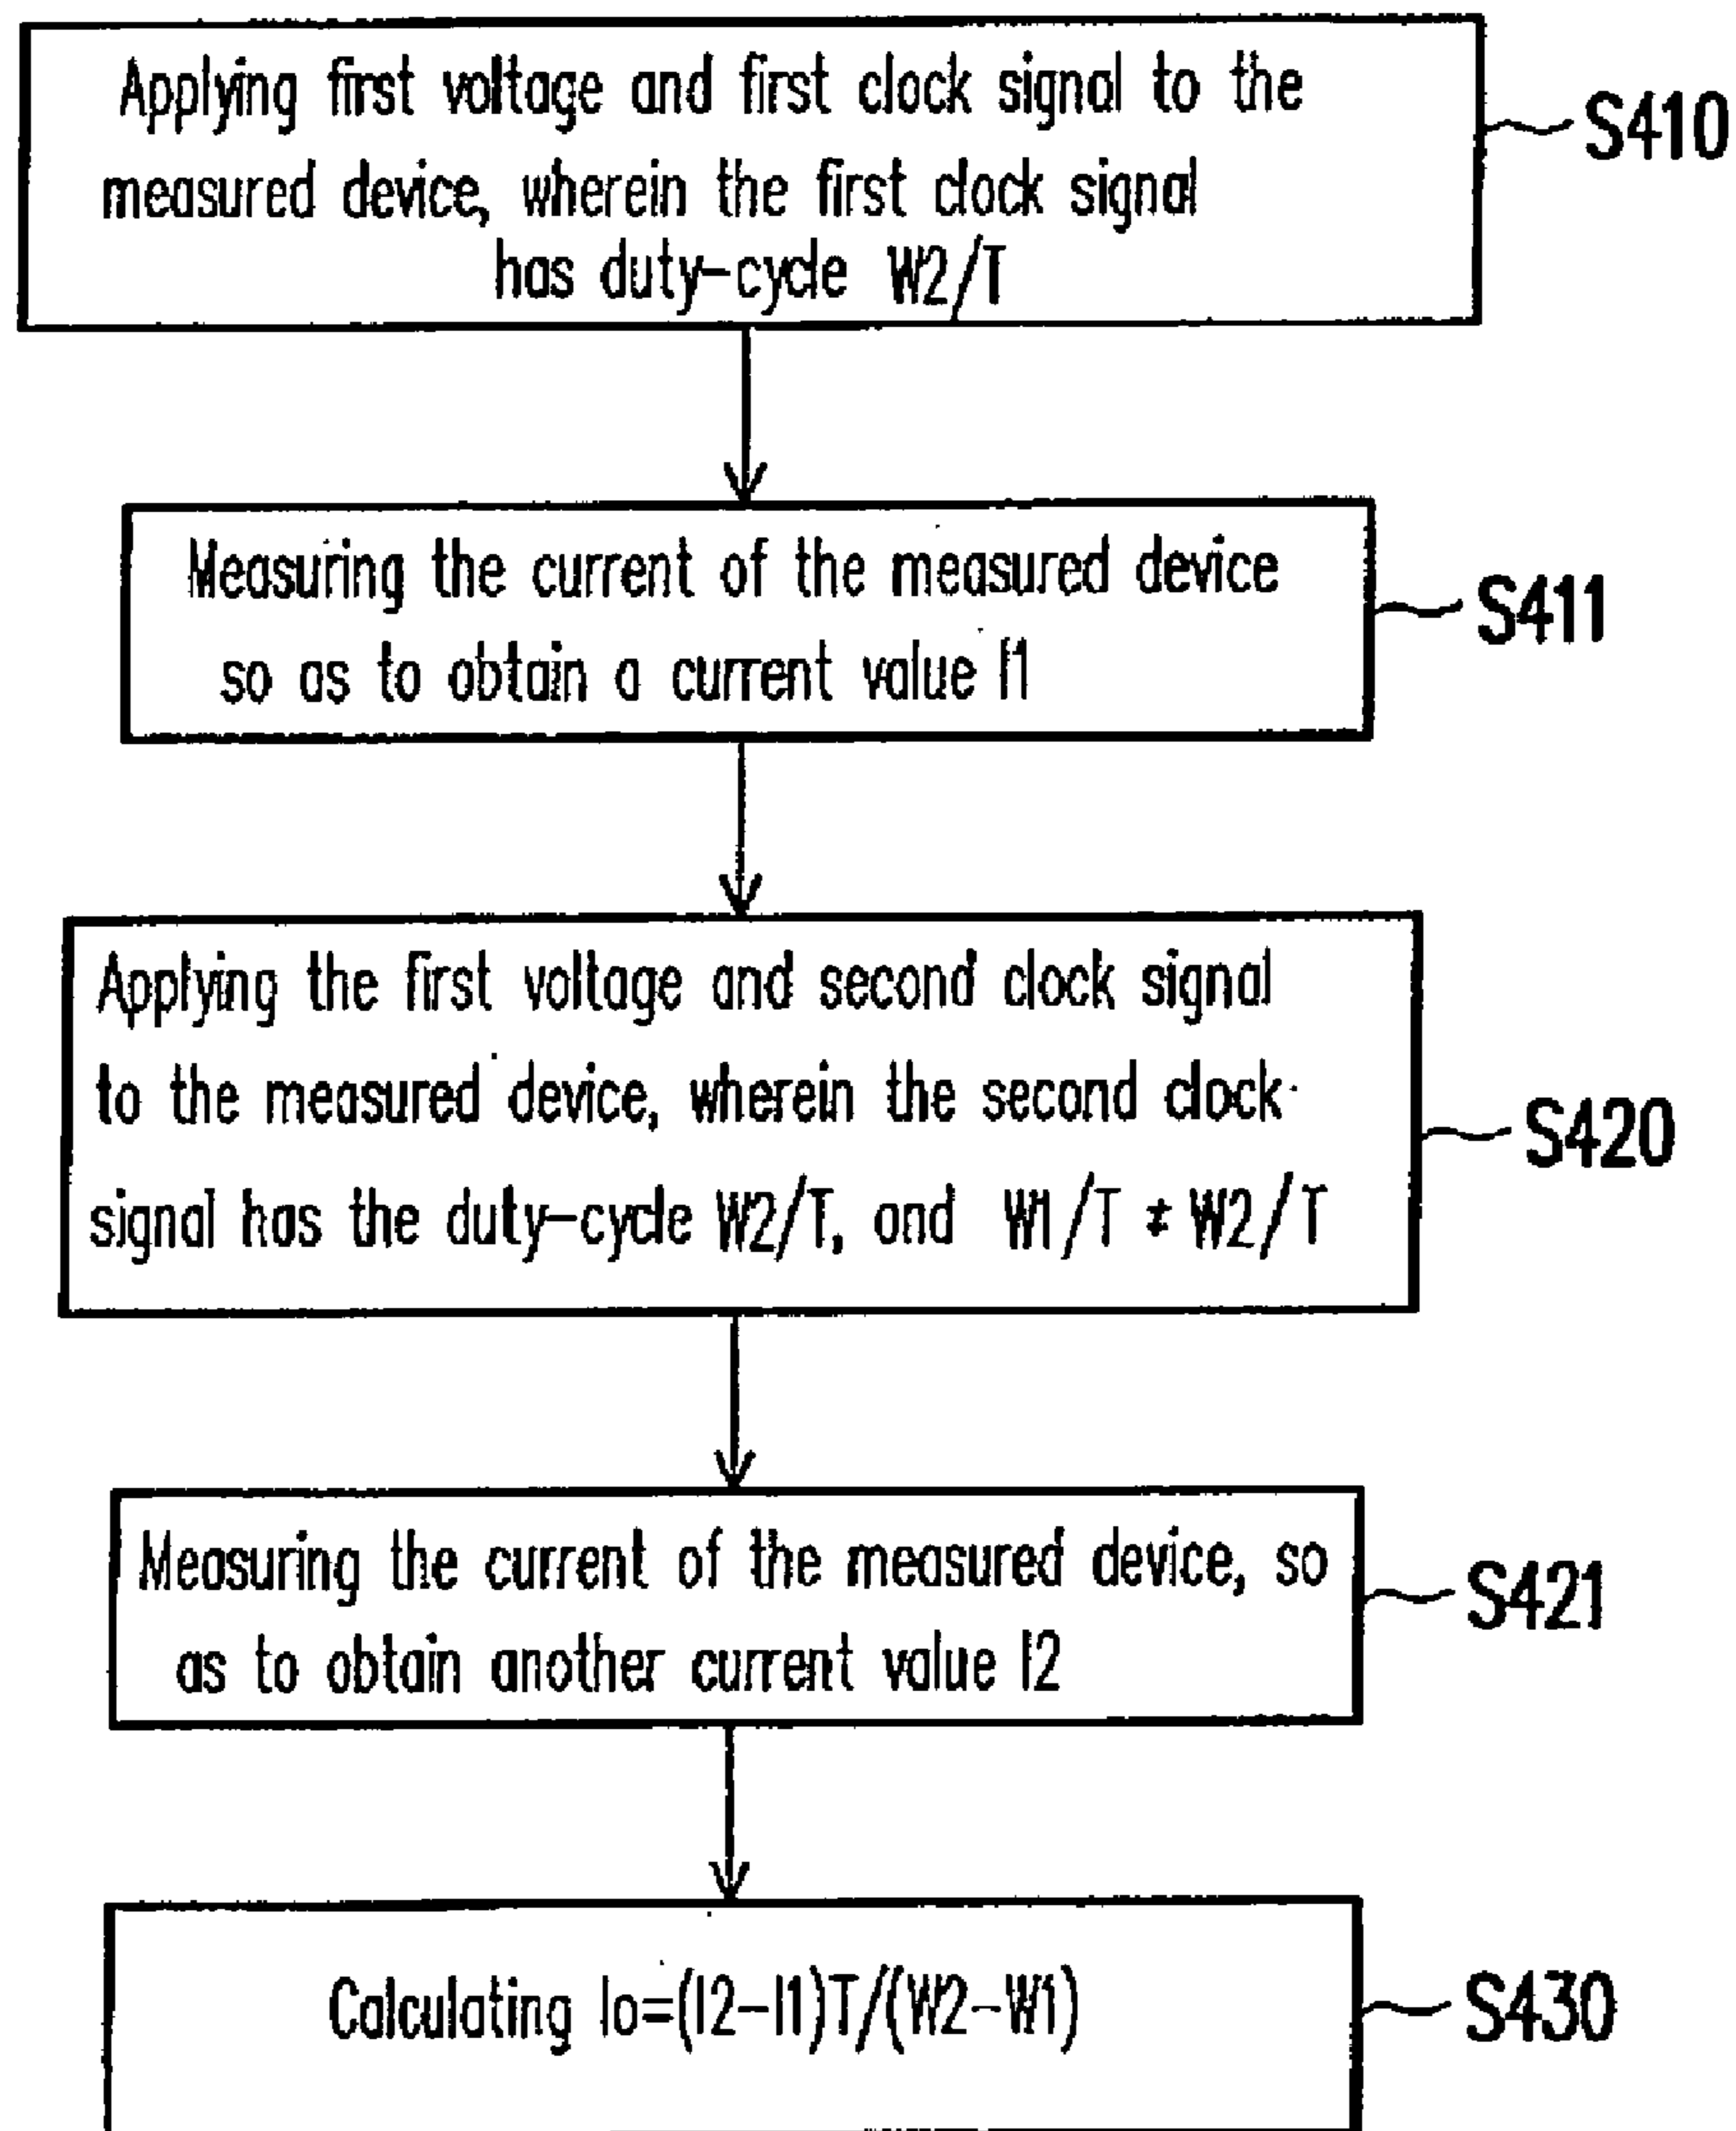 Applying first voltage and first clock signal to the
measured device, wherein the first clock signal
has duty-cycle W2/T
S410
Measuring the current of the measured device
so as to obtain a current value I1
S411
Applying the first voltage and second clock signal
to the measured device, wherein the second clock
signal has the duty-cycle W2/T, and W1/T ≠ W2/T
S420
Measuring the current of the measured device, so
as to obtain another current value I2
S421
Calculating Io=(I2-I1)T/(W2-W1)
S430